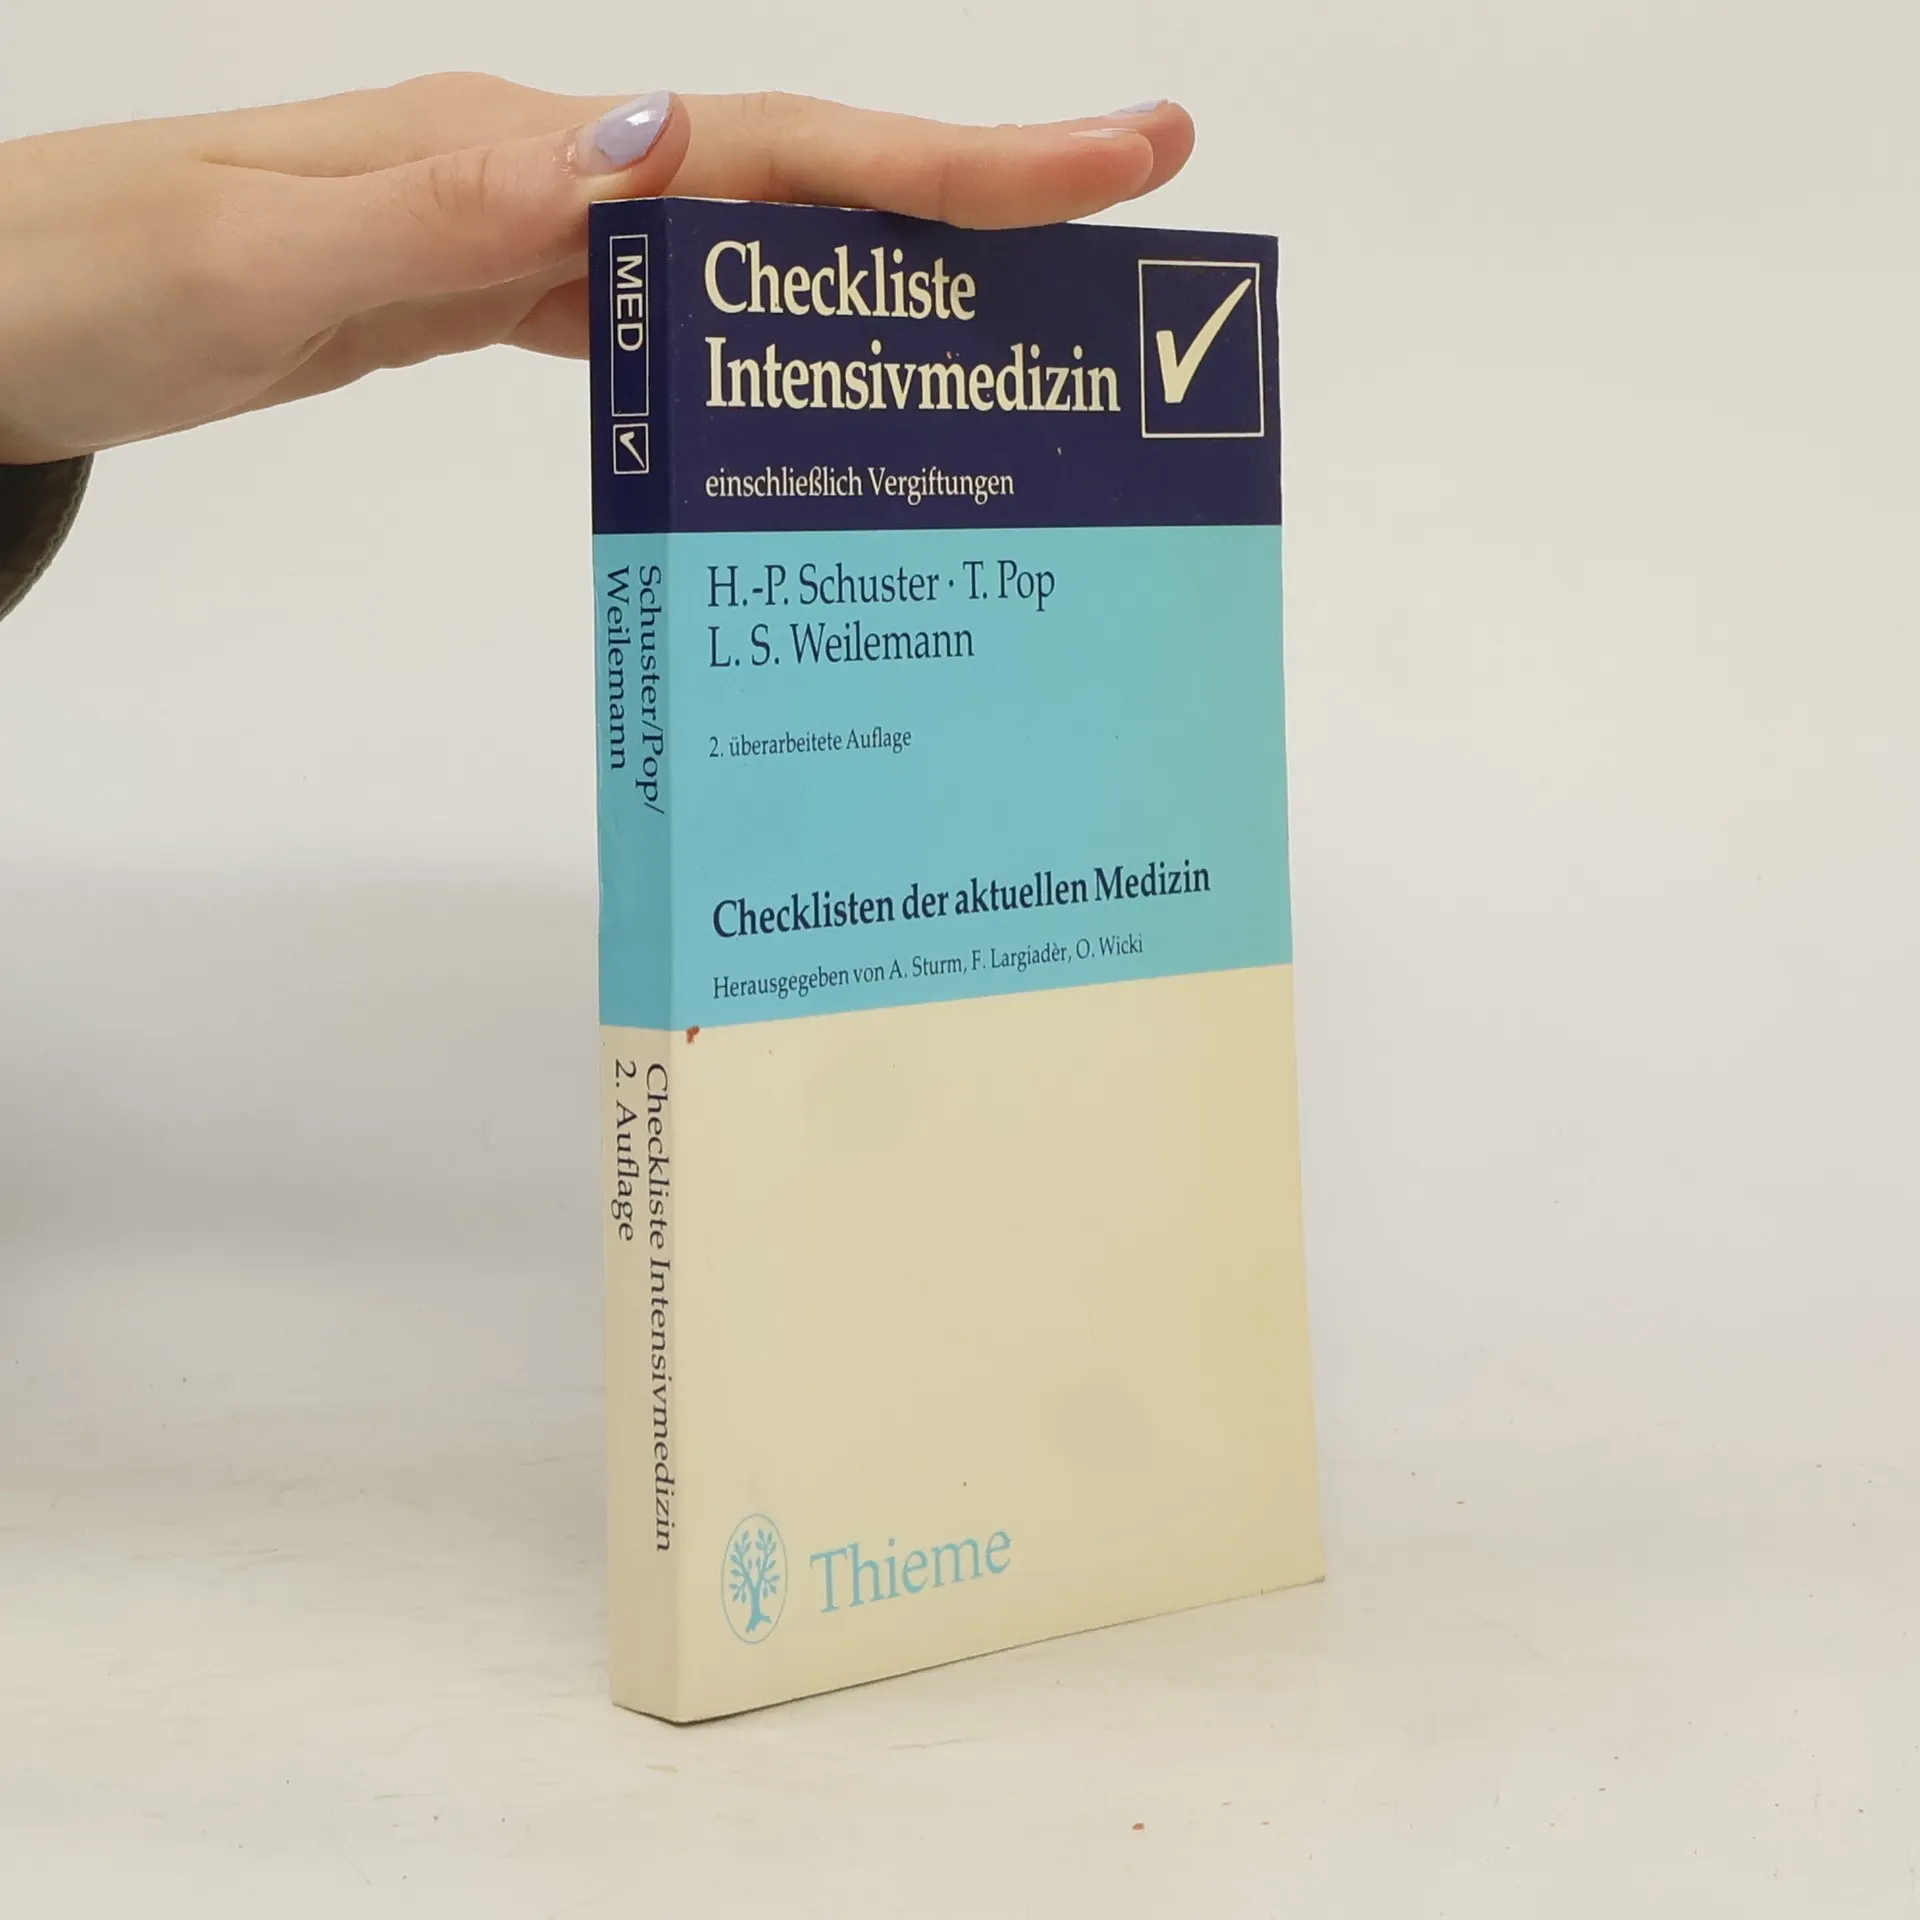 MED
Schuster/Pop/
Weilemann
Checkliste Intensivmedizin
2. Auflage
Checkliste
Intensivmedizin
einschließlich Vergiftungen
H.-P. Schuster · T. Pop
L. S. Weilemann
2. überarbeitete Auflage
Checklisten der aktuellen Medizin
Herausgegeben von A. Sturm, F. Largiadèr, O. Wicki
Thieme